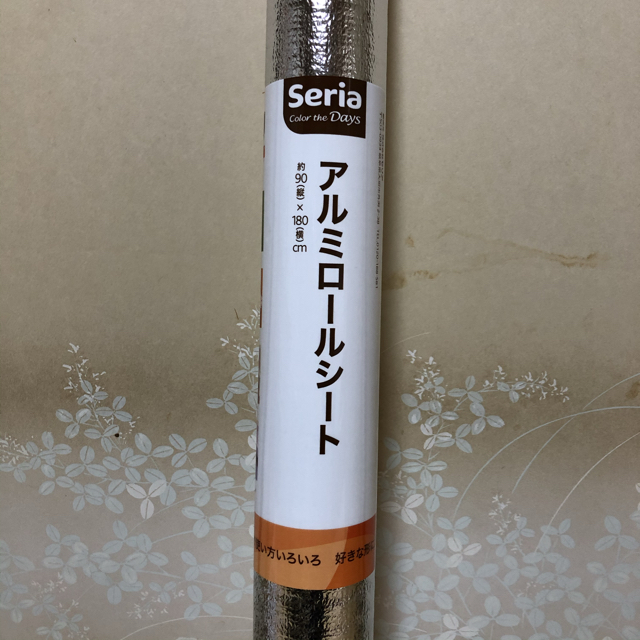 Seria
Color the Days
アルミロールシート
約90(縦)×180(横)cm
使い方いろいろ 好きな